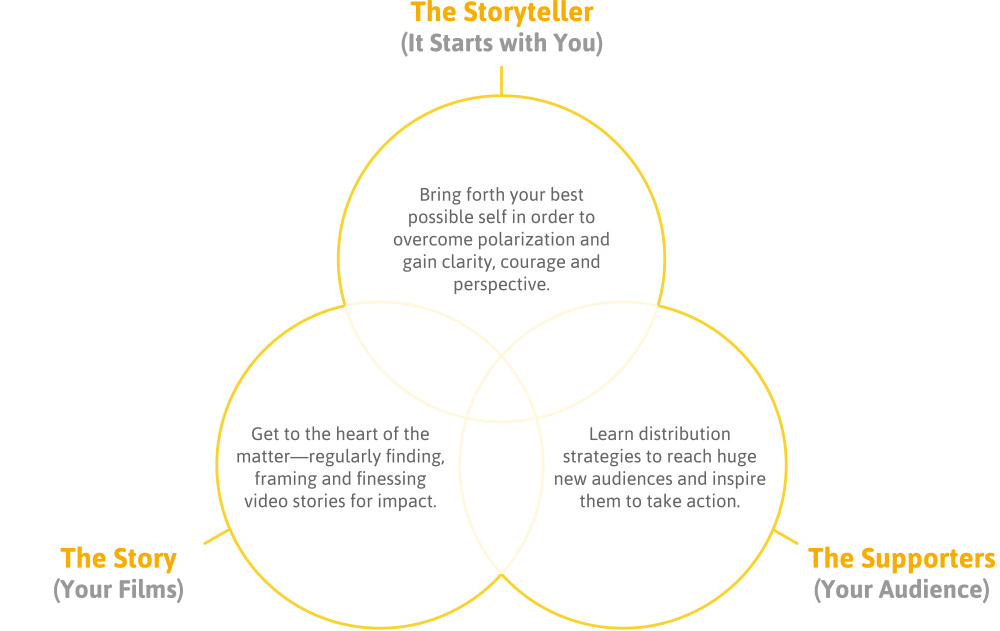 The Storyteller
(It Starts with You)
Bring forth your best
possible self in order to
overcome polarization and
gain clarity, courage and
perspective.
Get to the heart of the
matter—regularly finding,
framing and finessing
video stories for impact.
Learn distribution
strategies to reach huge
new audiences and inspire
them to take action.
The Story
(Your Films)
The Supporters
(Your Audience)